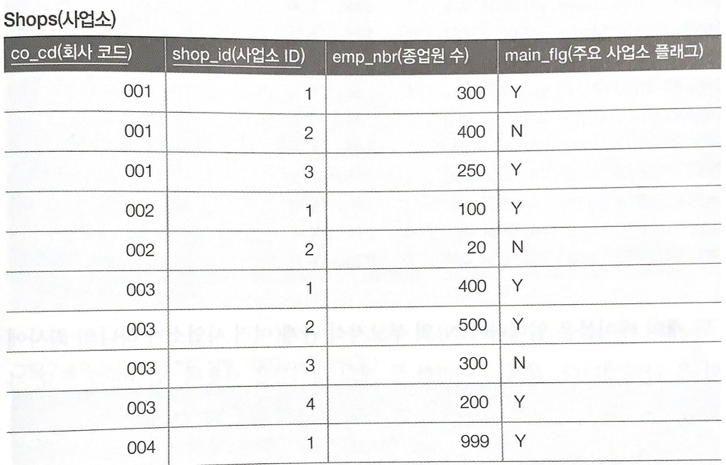 Shops(사업소)
co_cd(회사 코드) shop_id(사업소 ID) emp_nbr(종업원 수) main_flg(주요 사업소 플래그)
001 1 300 Y
001 2 400 N
001 3 250 Y
002 1 100 Y
002 2 20 N
003 1 400 Y
003 2 500 Y
003 3 300 N
003 4 200 Y
004 1 999 Y